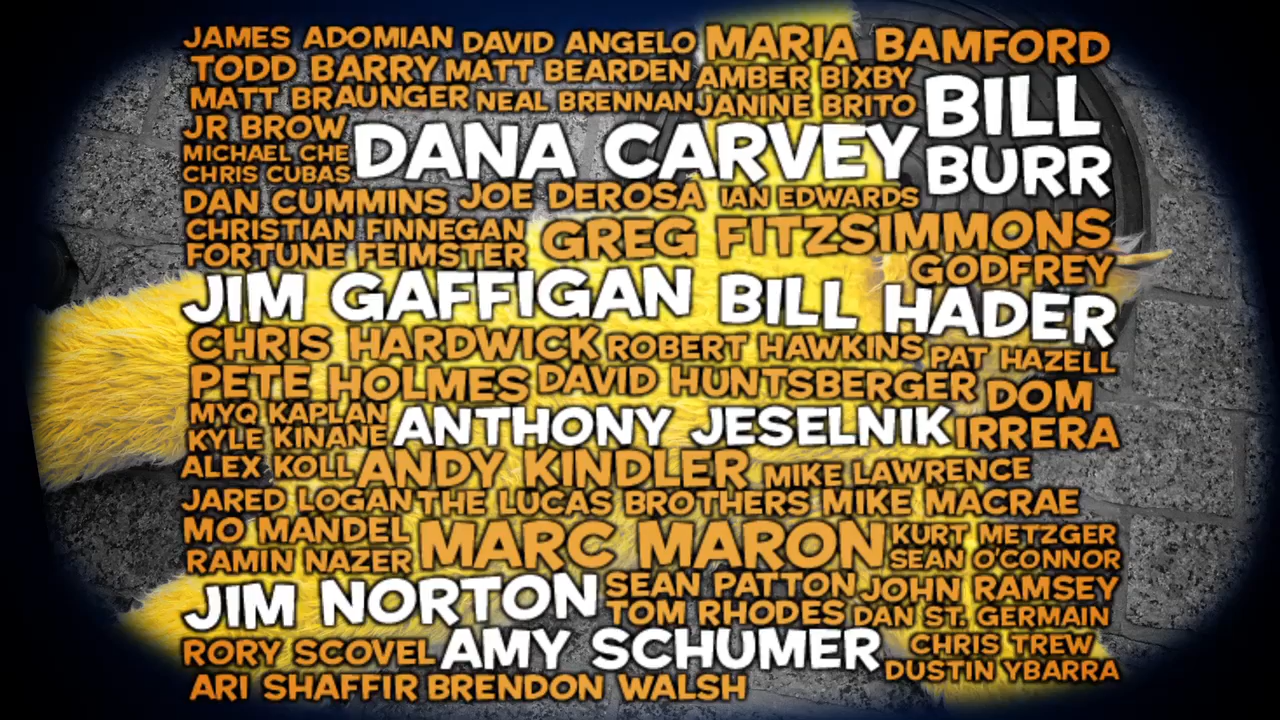 JAMES ADOMIAN DAVID ANGELO MARIA BAMFORD
TODD BARRY MATT BEARDEN AMBER BIXBY
MATT BRAUNGER NEAL BRENNAN JANINE BRITO BILL BURR
JR BROW
MICHAEL CHE DANA CARVEY
CHRIS CUBAS
DAN CUMMINS JOE DEROSA IAN EDWARDS
CHRISTIAN FINNEGAN GREG FITZSIMMONS
FORTUNE FEIMSTER GODFREY
JIM GAFFIGAN BILL HADER
CHRIS HARDWICK ROBERT HAWKINS PAT HAZELL
PETE HOLMES DAVID HUNTSBERGER DOM IRRERA
MYQ KAPLAN
KYLE KINANE ANTHONY JESELNIK
ALEX KOLL ANDY KINDLER MIKE LAWRENCE
JARED LOGAN THE LUCAS BROTHERS MIKE MACRAE
MO MANDEL MARC MARON KURT METZGER
RAMIN NAZER SEAN O'CONNOR
JIM NORTON SEAN PATTON JOHN RAMSEY
TOM RHODES DAN ST. GERMAIN
RORY SCOVEL AMY SCHUMER CHRIS TREW
DUSTIN YBARRA
ARI SHAFFIR BRENDON WALSH